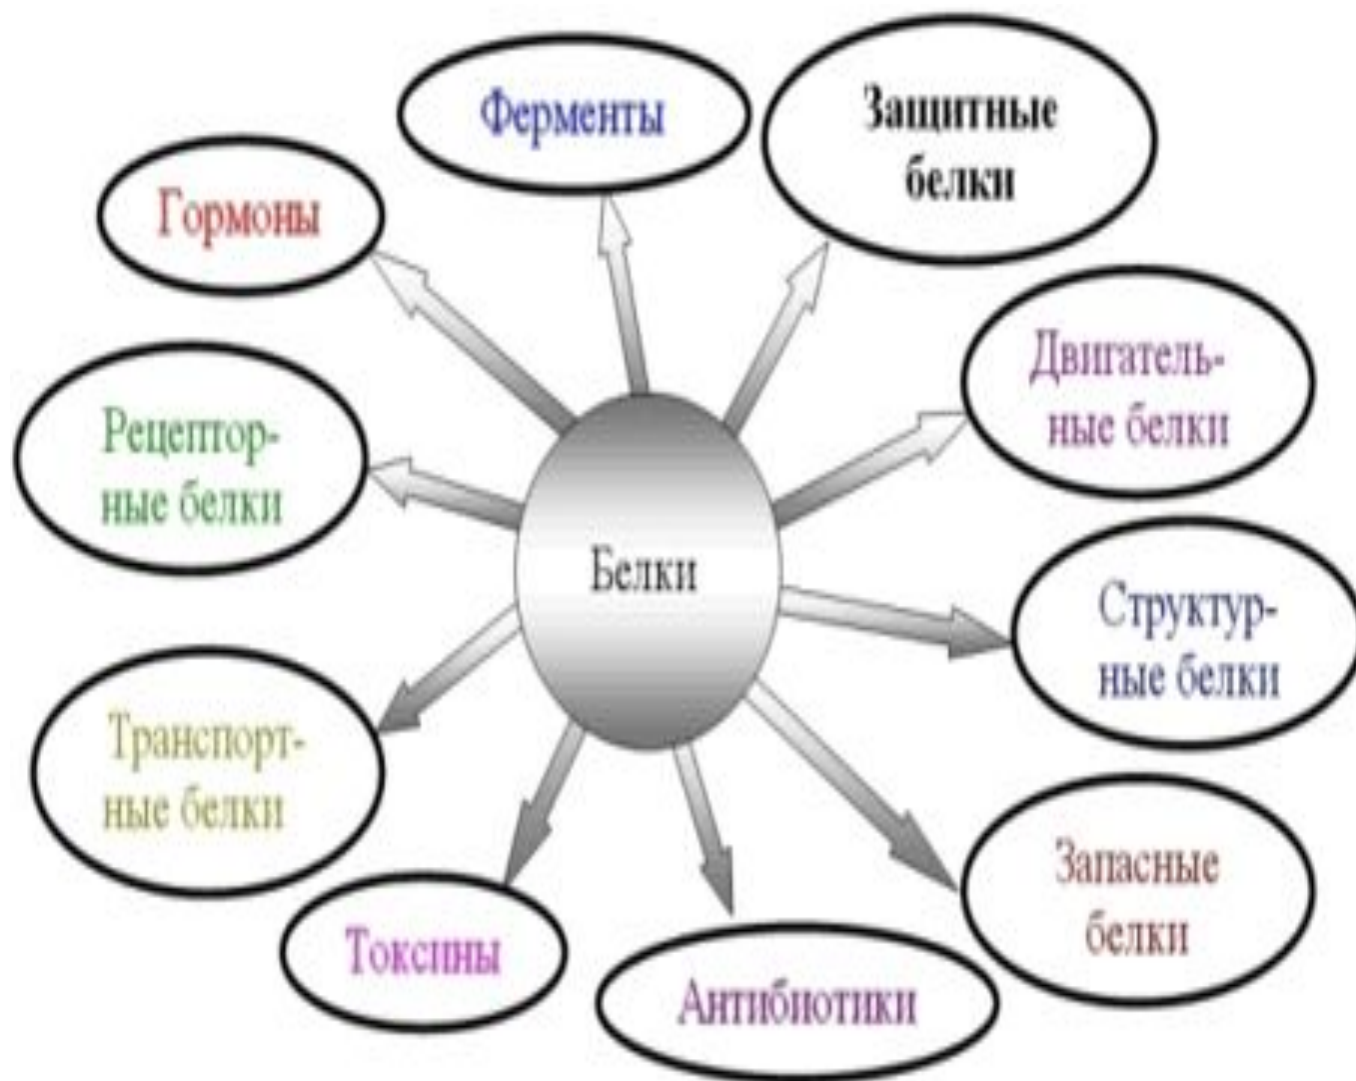 Ферменты
Защитные
белки
Гормоны
Двигатель-
ные белки
Рецептор-
ные белки
Белки
Структур-
ные белки
Транспорт-
ные белки
Запасные
белки
Токсины
Антибиотики